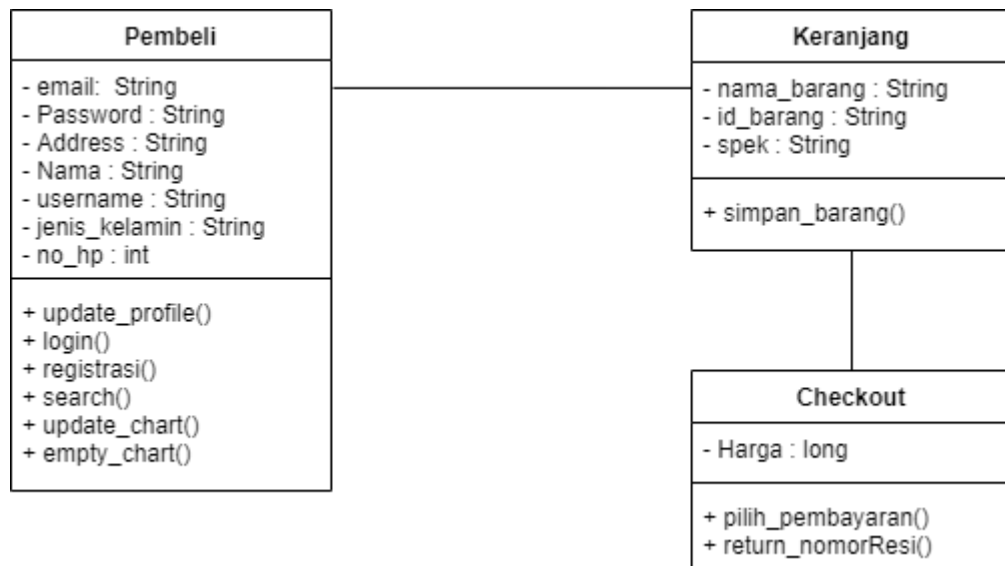 Pembeli
- email:  String
- Password : String
- Address : String
- Nama : String
- username : String
- jenis_kelamin : String
- no_hp : int
+ update_profile()
+ login()
+ registrasi()
+ search()
+ update_chart()
+ empty_chart()
Keranjang
- nama_barang : String
- id_barang : String
- spek : String
+ simpan_barang()
Checkout
- Harga : long
+ pilih_pembayaran()
+ return_nomorResi()